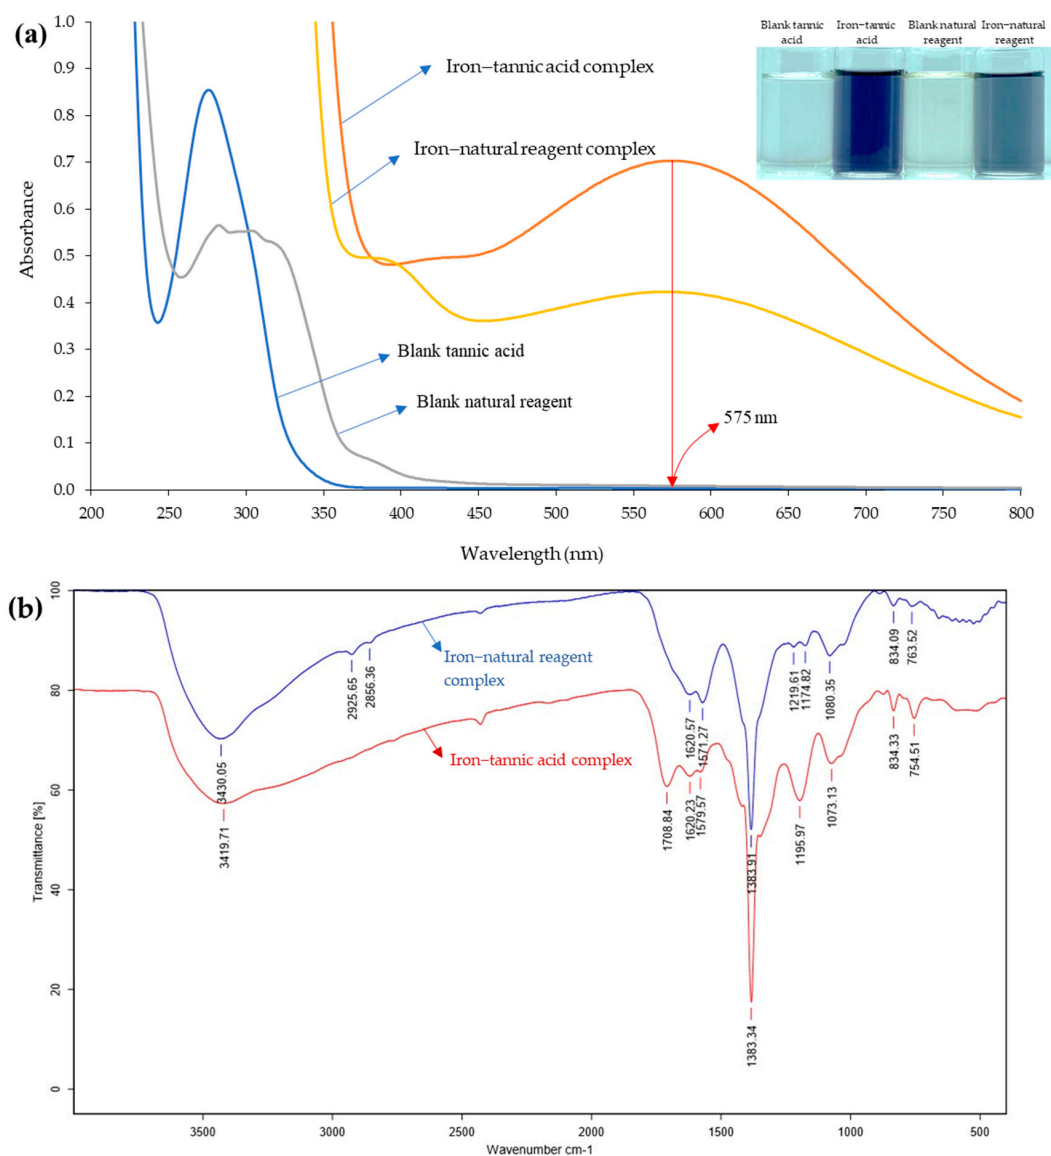 (a)
Blank tannic acid
Iron−tannic acid
Blank natural reagent
Iron−natural reagent
1.0
0.9
0.8
0.7
0.6
0.5
0.4
0.3
0.2
0.1
0.0
Absorbance
Iron−tannic acid complex
Iron−natural reagent complex
Blank tannic acid
Blank natural reagent
575 nm
200 250 300 350 400 450 500 550 600 650 700 750 800
Wavelength (nm)
(b)
100
80
60
40
20
0
Transmittance [%]
Iron−natural reagent
complex
Iron−tannic acid complex
3430.05
2925.65
2856.36
1620.57
1571.27
1383.91
1219.61
1174.82
1080.35
834.09
763.52
3419.71
1708.84
1620.23
1579.57
1383.34
1195.97
1073.13
834.33
754.51
3500 3000 2500 2000 1500 1000 500
Wavenumber cm-1